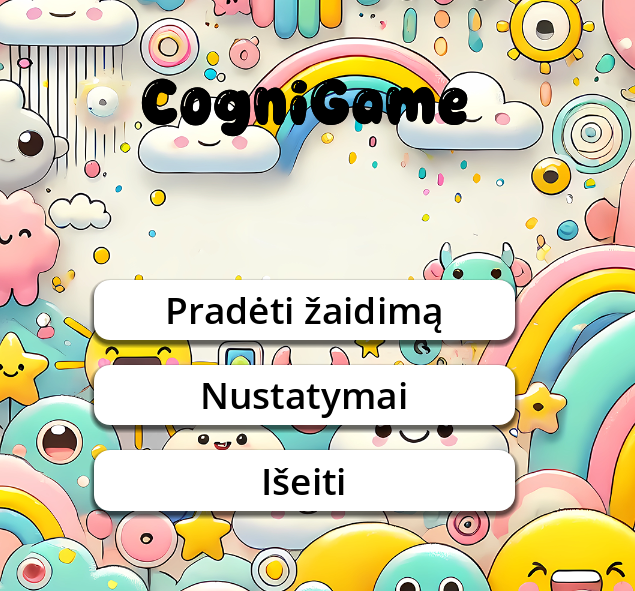 CogniGame
Pradėti žaidimą
Nustatymai
Išeiti